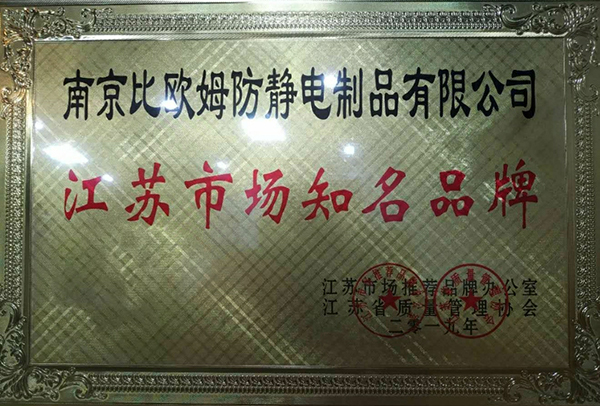 南京比欧姆防静电制品有限公司
江苏市场知名品牌
江苏市场推荐品牌办公室
江苏省质量管理协会
二零一九年